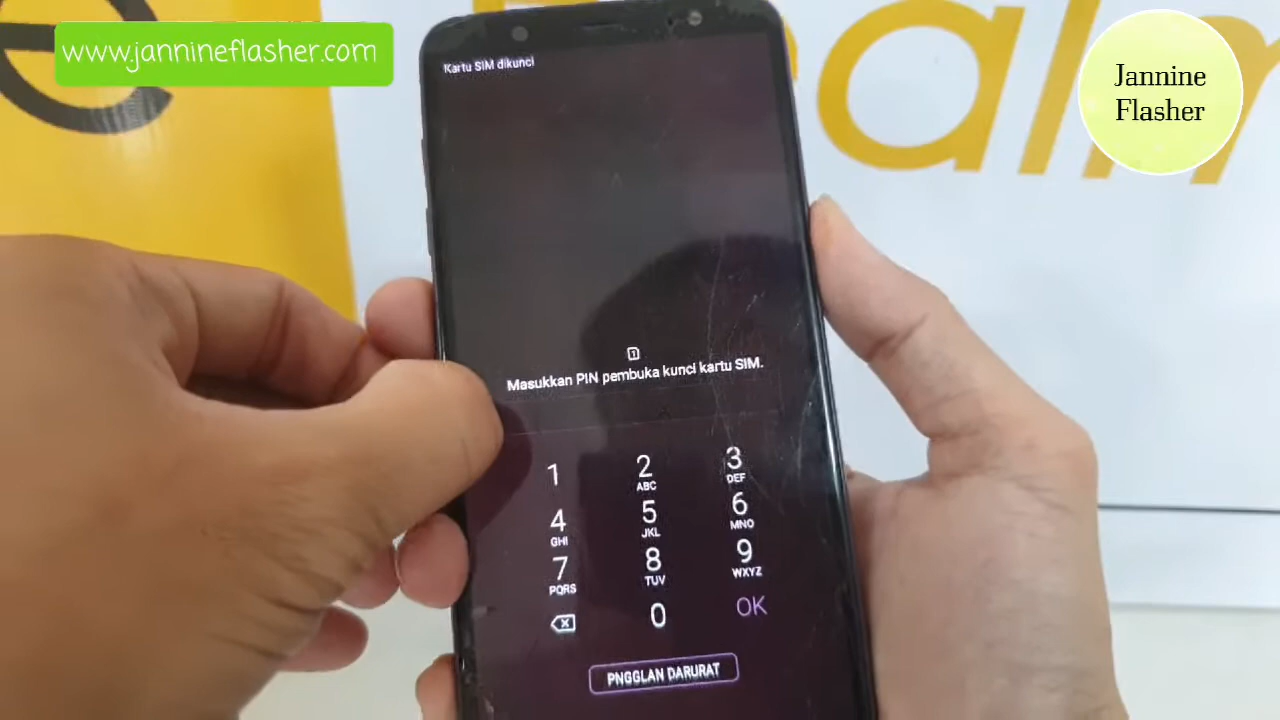 www.jannineflasher.com
Jannine
Flasher
Kartu SIM dikunci
1
Masukkan PIN pembuka kunci kartu SIM.
1
2
ABC
3
DEF
4
GHI
5
JKL
6
MNO
7
PQRS
8
TUV
9
WXYZ
0
OK
PNGGLAN DARURAT